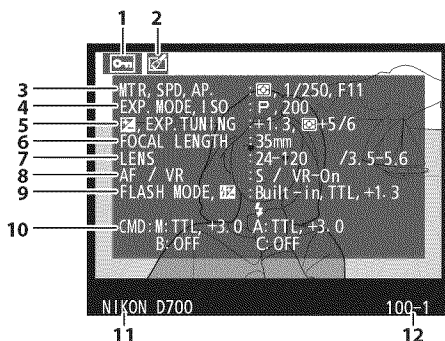 1 2
3 MTR, SPD, AP. : , 1/250, F11
4 EXP. MODE, ISO : P, 200
5 , EXP. TUNING : +1.3, +5/6
6 FOCAL LENGTH : 35mm
7 LENS : 24-120 /3.5-5.6
8 AF / VR : S / VR-On
9 FLASH MODE, : Built-in, TTL, +1.3
10 CMD: M: TTL, +3.0 A: TTL, +3.0
B: OFF C: OFF
NIKON D700 100-1
11 12